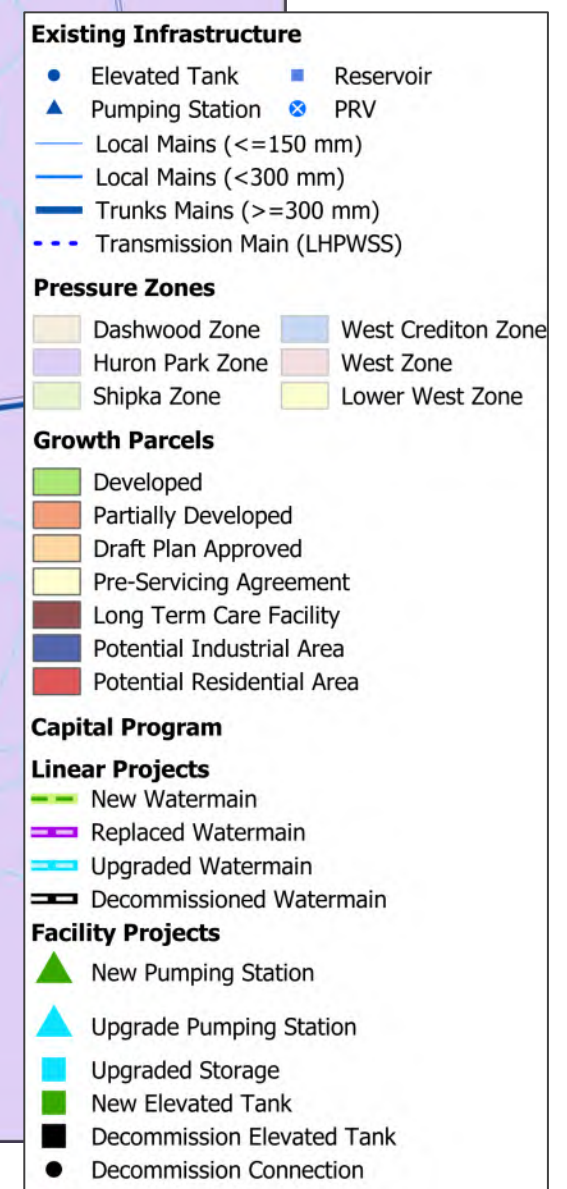 Existing Infrastructure
Elevated Tank Reservoir
Pumping Station PRV
Local Mains (<=150 mm)
Local Mains (<300 mm)
Trunks Mains (>=300 mm)
Transmission Main (LHPWSS)
Pressure Zones
Dashwood Zone West Crediton Zone
Huron Park Zone West Zone
Shipka Zone Lower West Zone
Growth Parcels
Developed
Partially Developed
Draft Plan Approved
Pre-Servicing Agreement
Long Term Care Facility
Potential Industrial Area
Potential Residential Area
Capital Program
Linear Projects
New Watermain
Replaced Watermain
Upgraded Watermain
Decommissioned Watermain
Facility Projects
New Pumping Station
Upgrade Pumping Station
Upgraded Storage
New Elevated Tank
Decommission Elevated Tank
Decommission Connection